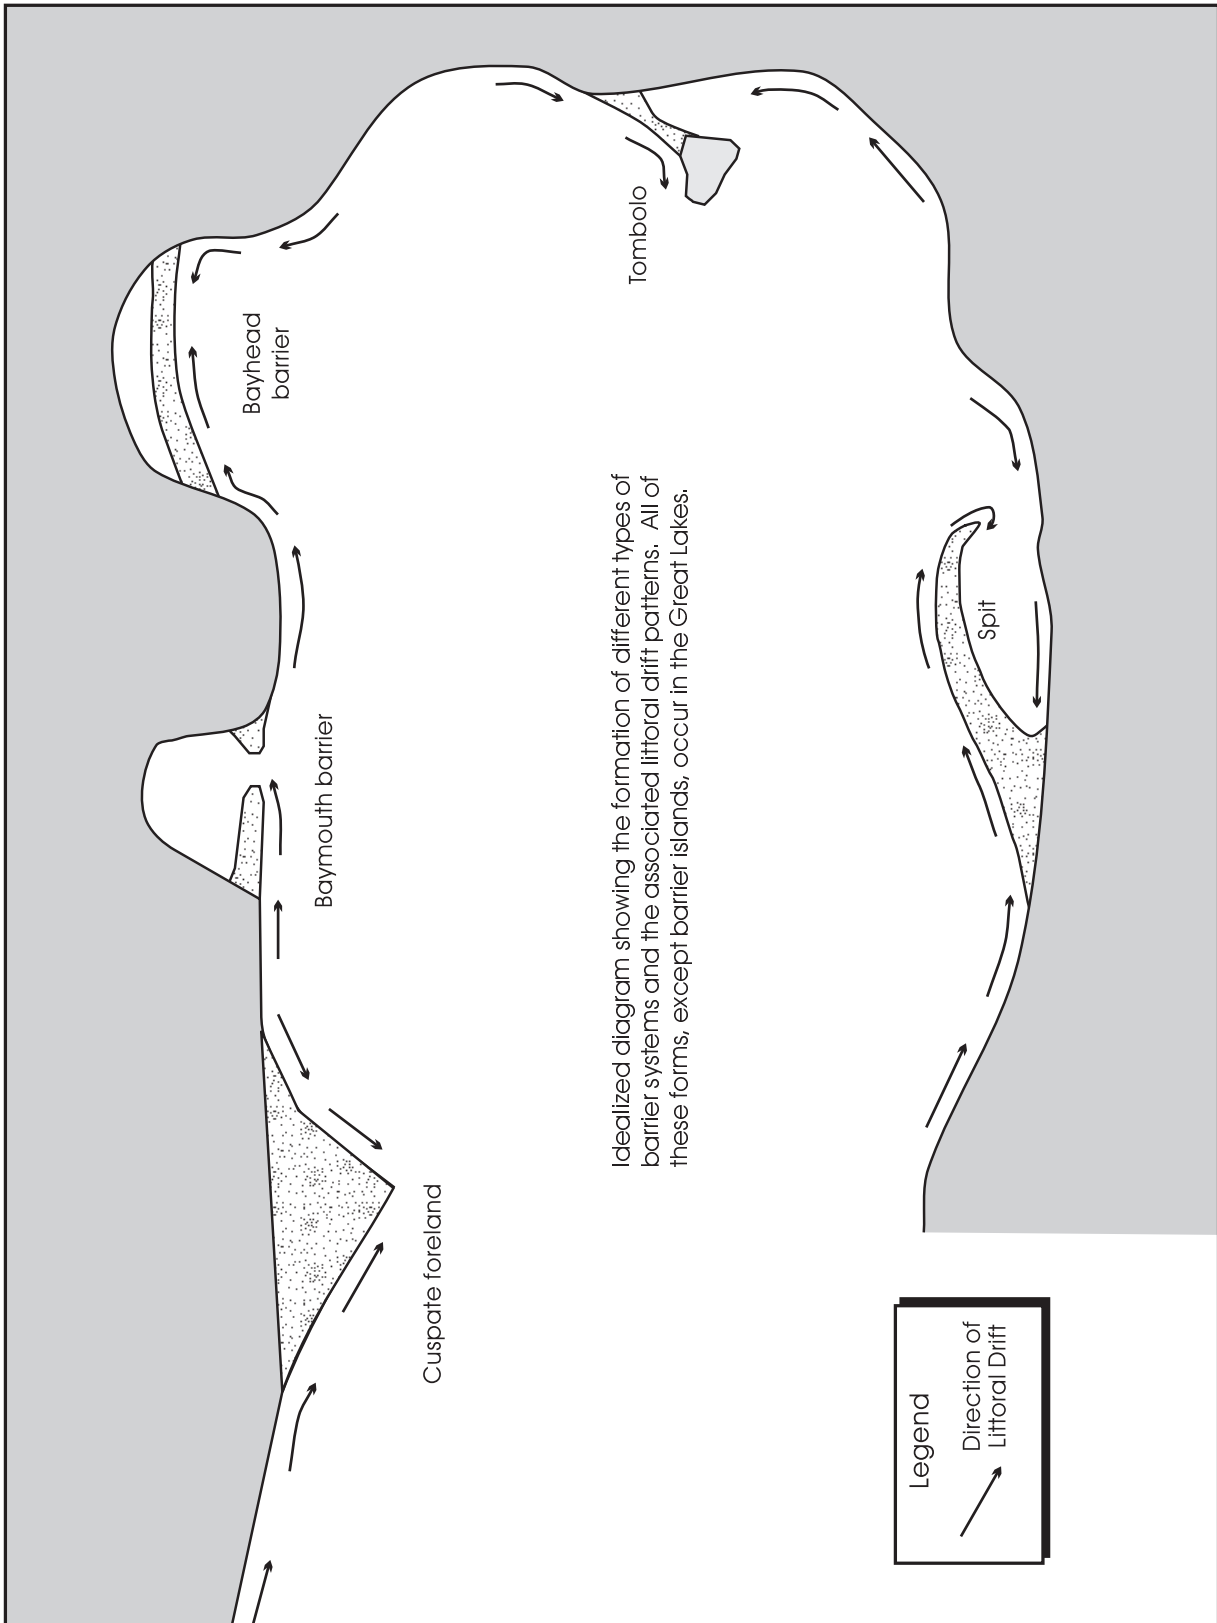 Cuspate foreland
Baymouth barrier
Bayhead
barrier
Tombolo
Idealized diagram showing the formation of different types of
barrier systems and the associated littoral drift patterns.  All of
these forms, except barrier islands, occur in the Great Lakes.
Spit
Legend
Direction of
Littoral Drift